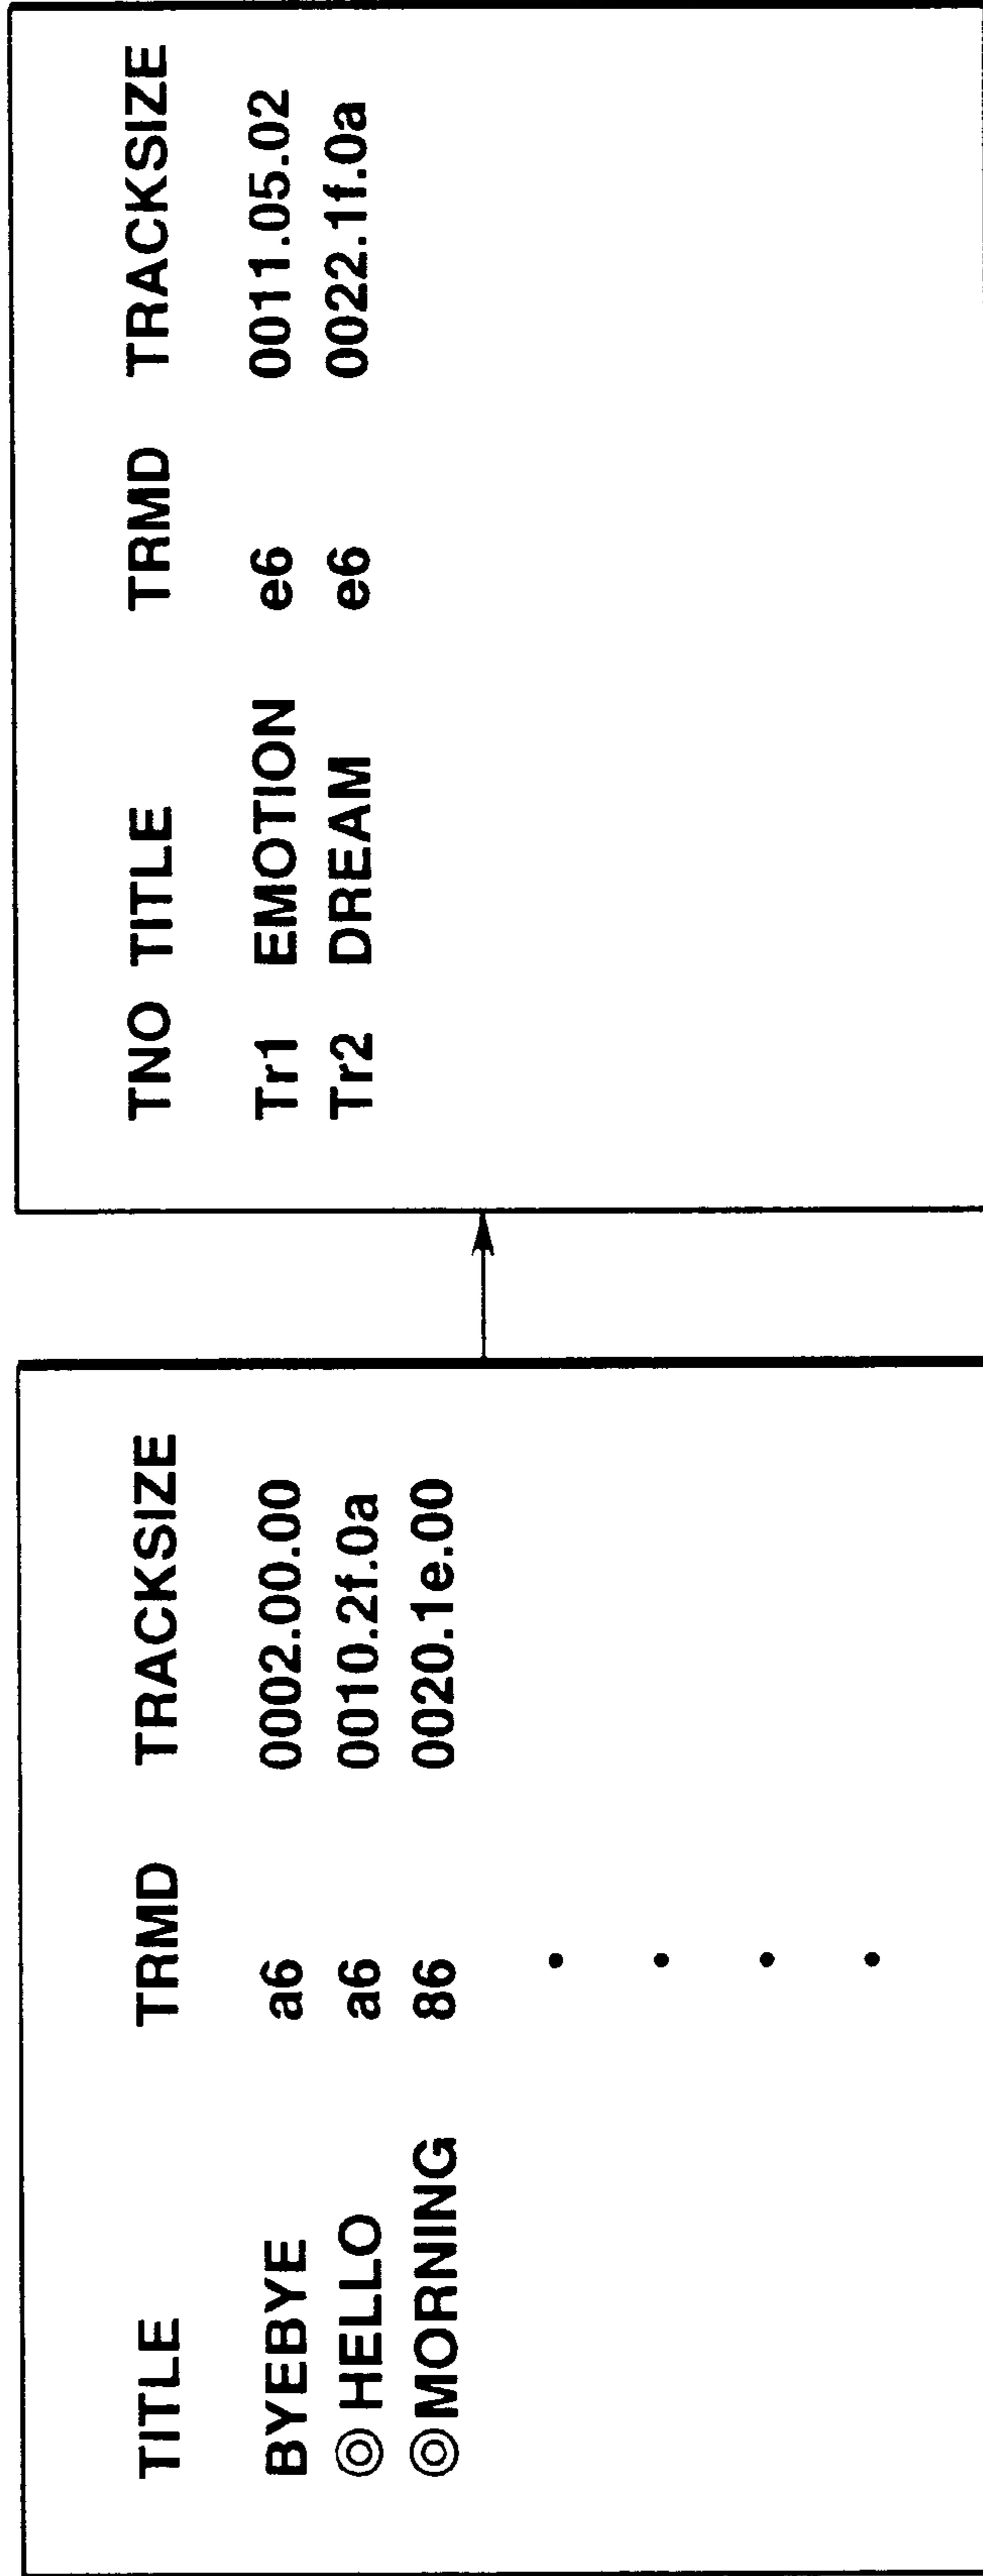 TITLE TRMD TRACKSIZE
BYEBYE a6 0002.00.00
◎ HELLO a6 0010.2f.0a
◎ MORNING 86 0020.1e.00
TNO TITLE TRMD TRACKSIZE
Tr1 EMOTION e6 0011.05.02
Tr2 DREAM e6 0022.1f.0a